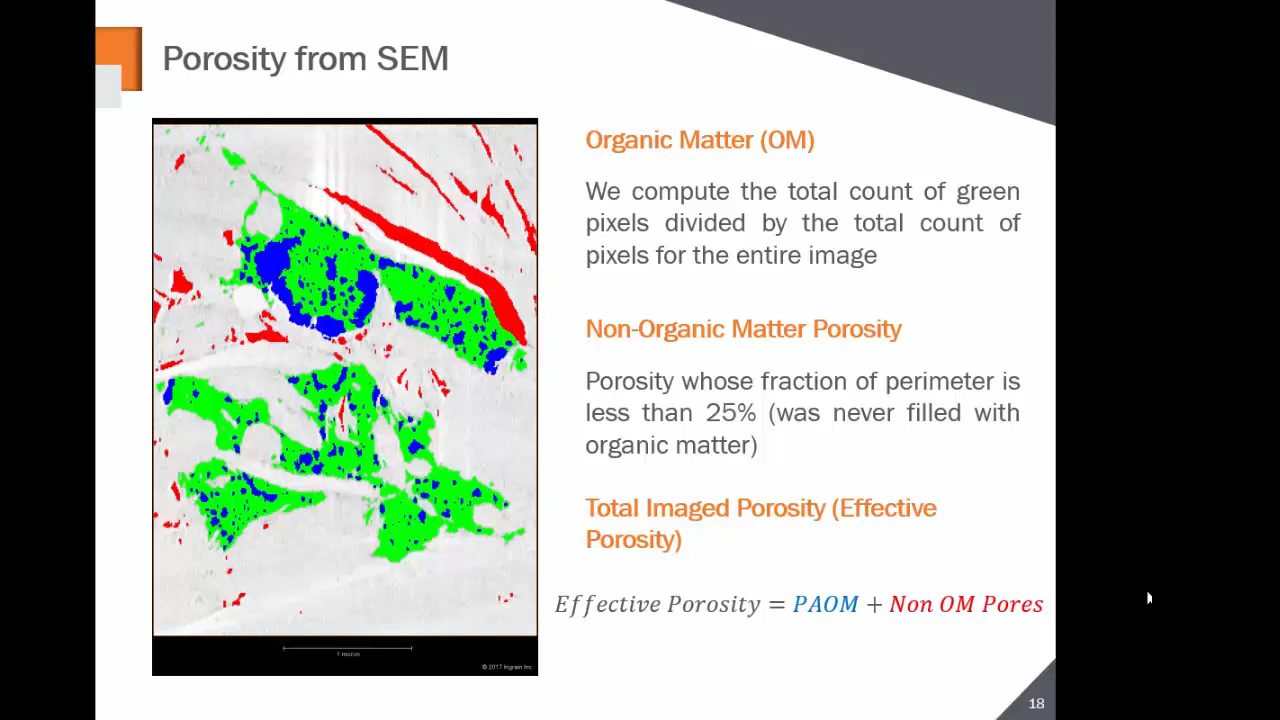 Porosity from SEM
Organic Matter (OM)
We compute the total count of green
pixels divided by the total count of
pixels for the entire image
Non-Organic Matter Porosity
Porosity whose fraction of perimeter is
less than 25% (was never filled with
organic matter)
Total Imaged Porosity (Effective
Porosity)
Effective Porosity = PAOM + Non OM Pores
1 micron
© 2017 Ingrain Inc
18